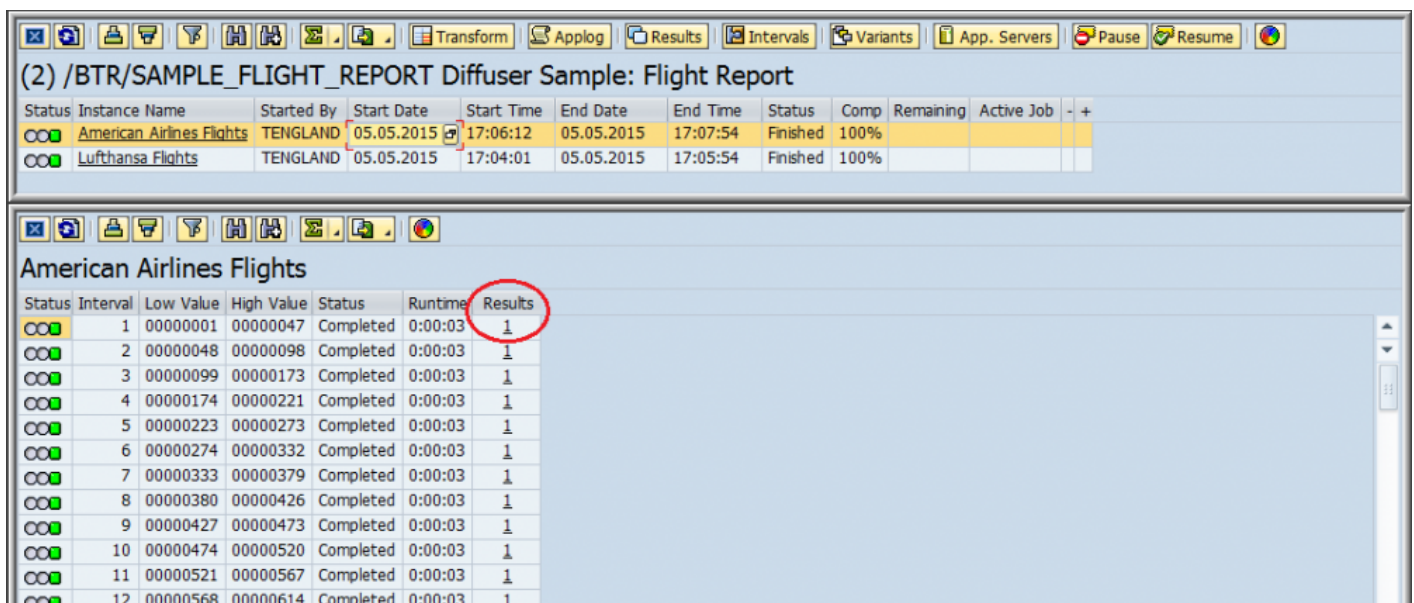 Transform Applog Results Intervals Variants App. Servers Pause Resume
(2) /BTR/SAMPLE_FLIGHT_REPORT Diffuser Sample: Flight Report
Status Instance Name Started By Start Date Start Time End Date End Time Status Comp Remaining Active Job - +
American Airlines Flights TENGLAND 05.05.2015 17:06:12 05.05.2015 17:07:54 Finished 100%
Lufthansa Flights TENGLAND 05.05.2015 17:04:01 05.05.2015 17:05:54 Finished 100%
American Airlines Flights
Status Interval Low Value High Value Status Runtime Results
1 00000001 00000047 Completed 0:00:03 1
2 00000048 00000098 Completed 0:00:03 1
3 00000099 00000173 Completed 0:00:03 1
4 00000174 00000221 Completed 0:00:03 1
5 00000223 00000273 Completed 0:00:03 1
6 00000274 00000332 Completed 0:00:03 1
7 00000333 00000379 Completed 0:00:03 1
8 00000380 00000426 Completed 0:00:03 1
9 00000427 00000473 Completed 0:00:03 1
10 00000474 00000520 Completed 0:00:03 1
11 00000521 00000567 Completed 0:00:03 1
12 00000568 00000614 Completed 0:00:03 1